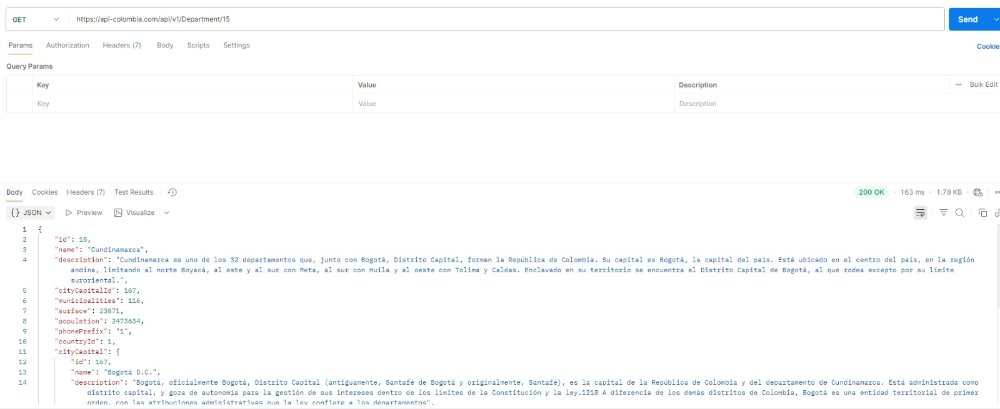 GET https://api-colombia.com/api/v1/Department/15 Send
Params Authorization Headers (7) Body Scripts Settings Cookie
Query Params
Key Value Description Bulk Edit
Key Value Description
Body Cookies Headers (7) Test Results 200 OK • 163 ms • 1.78 KB •
{} JSON Preview Visualize
1 {
2 "id": 15,
3 "name": "Cundinamarca",
4 "description": "Cundinamarca es uno de los 32 departamentos que, junto con Bogotá, Distrito Capital, forman la República de Colombia. Su capital es Bogotá, la capital del país. Está ubicado en el centro del país, en la región
andina, limitando al norte Boyacá, al este y al sur con Meta, al sur con Huila y al oeste con Tolima y Caldas. Enclavado en su territorio se encuentra el Distrito Capital de Bogotá, al que rodea excepto por su límite
suroriental.",
5 "cityCapitalId": 167,
6 "municipalities": 116,
7 "surface": 23071,
8 "population": 2473634,
9 "phonePrefix": "1",
10 "countryId": 1,
11 "cityCapital": {
12 "id": 167,
13 "name": "Bogotá D.C.",
14 "description": "Bogotá, oficialmente Bogotá, Distrito Capital (antiguamente, Santafé de Bogotá y originalmente, Santafé), es la capital de la República de Colombia y del departamento de Cundinamarca. Está administrada como
distrito capital, y goza de autonomía para la gestión de sus intereses dentro de los límites de la Constitución y la ley.1218 A diferencia de los demás distritos de Colombia, Bogotá es una entidad territorial de primer
orden, con las atribuciones administrativas que la ley confiere a los departamentos",